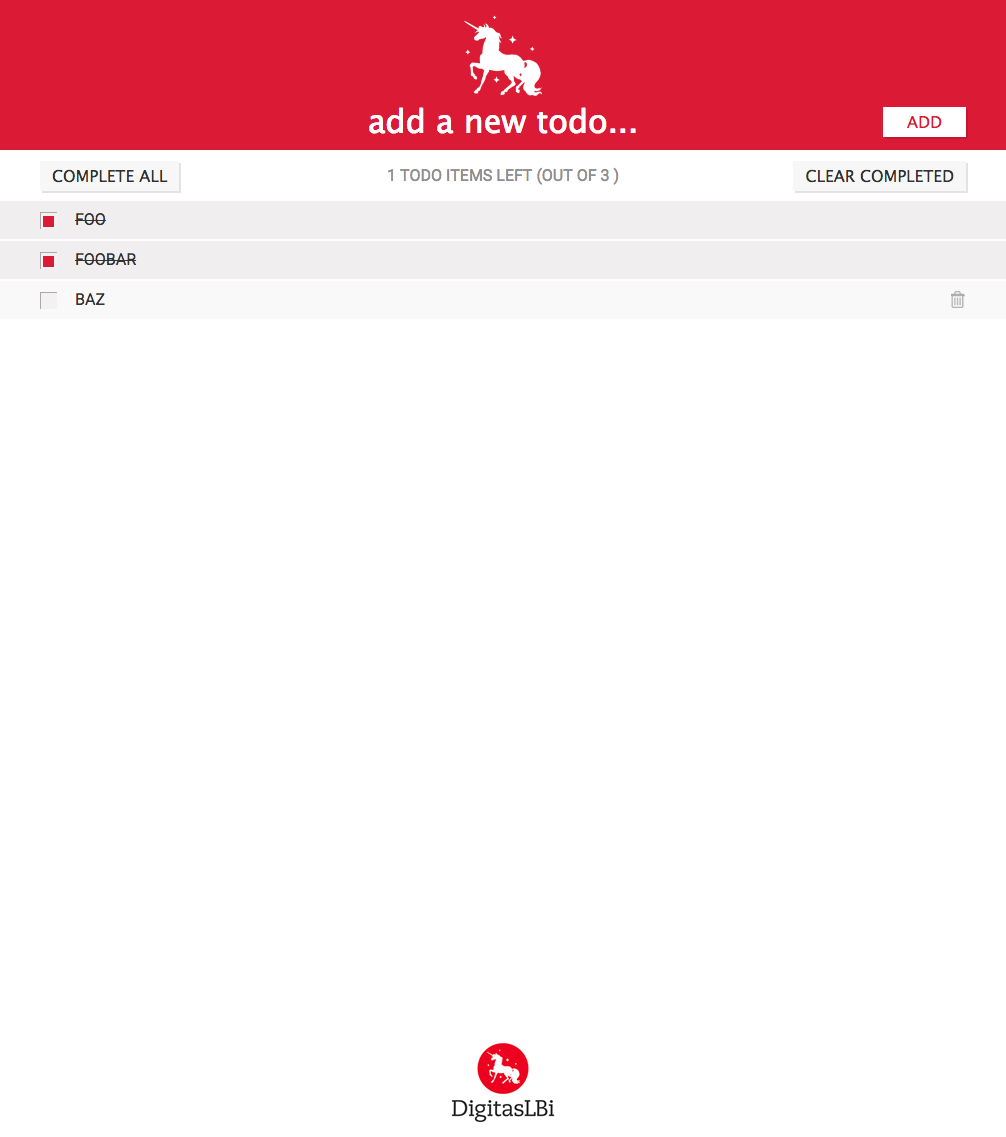 add a new todo...
ADD
COMPLETE ALL
1 TODO ITEMS LEFT (OUT OF 3 )
CLEAR COMPLETED
FOO
FOOBAR
BAZ
DigitasLBi